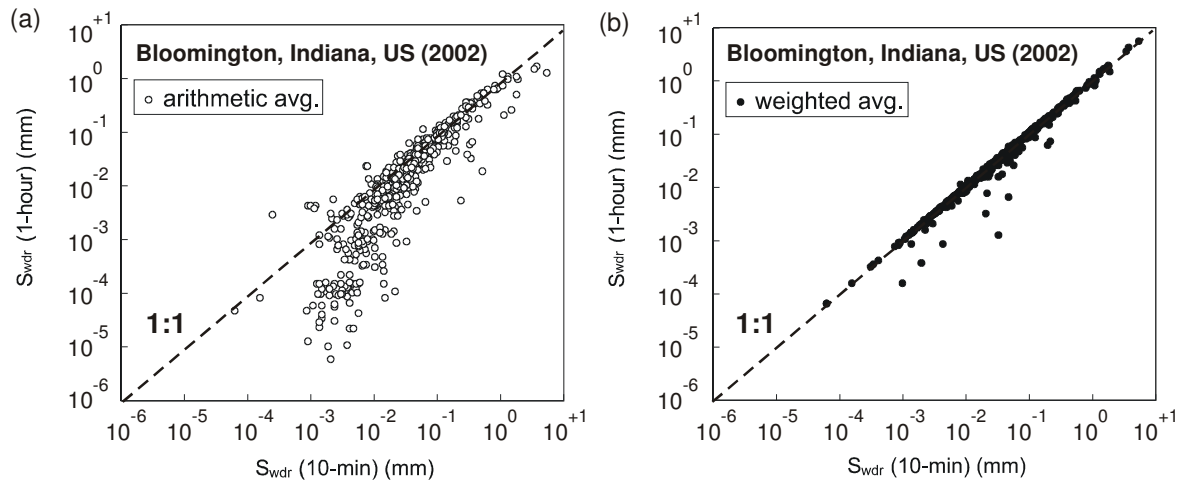 (a)
10⁺¹
10⁰
10⁻¹
10⁻²
10⁻³
10⁻⁴
10⁻⁵
10⁻⁶
Swdr (1-hour) (mm)
Bloomington, Indiana, US (2002)
arithmetic avg.
1:1
10⁻⁶ 10⁻⁵ 10⁻⁴ 10⁻³ 10⁻² 10⁻¹ 10⁰ 10⁺¹
Swdr (10-min) (mm)
(b)
10⁺¹
10⁰
10⁻¹
10⁻²
10⁻³
10⁻⁴
10⁻⁵
10⁻⁶
Swdr (1-hour) (mm)
Bloomington, Indiana, US (2002)
weighted avg.
1:1
10⁻⁶ 10⁻⁵ 10⁻⁴ 10⁻³ 10⁻² 10⁻¹ 10⁰ 10⁺¹
Swdr (10-min) (mm)